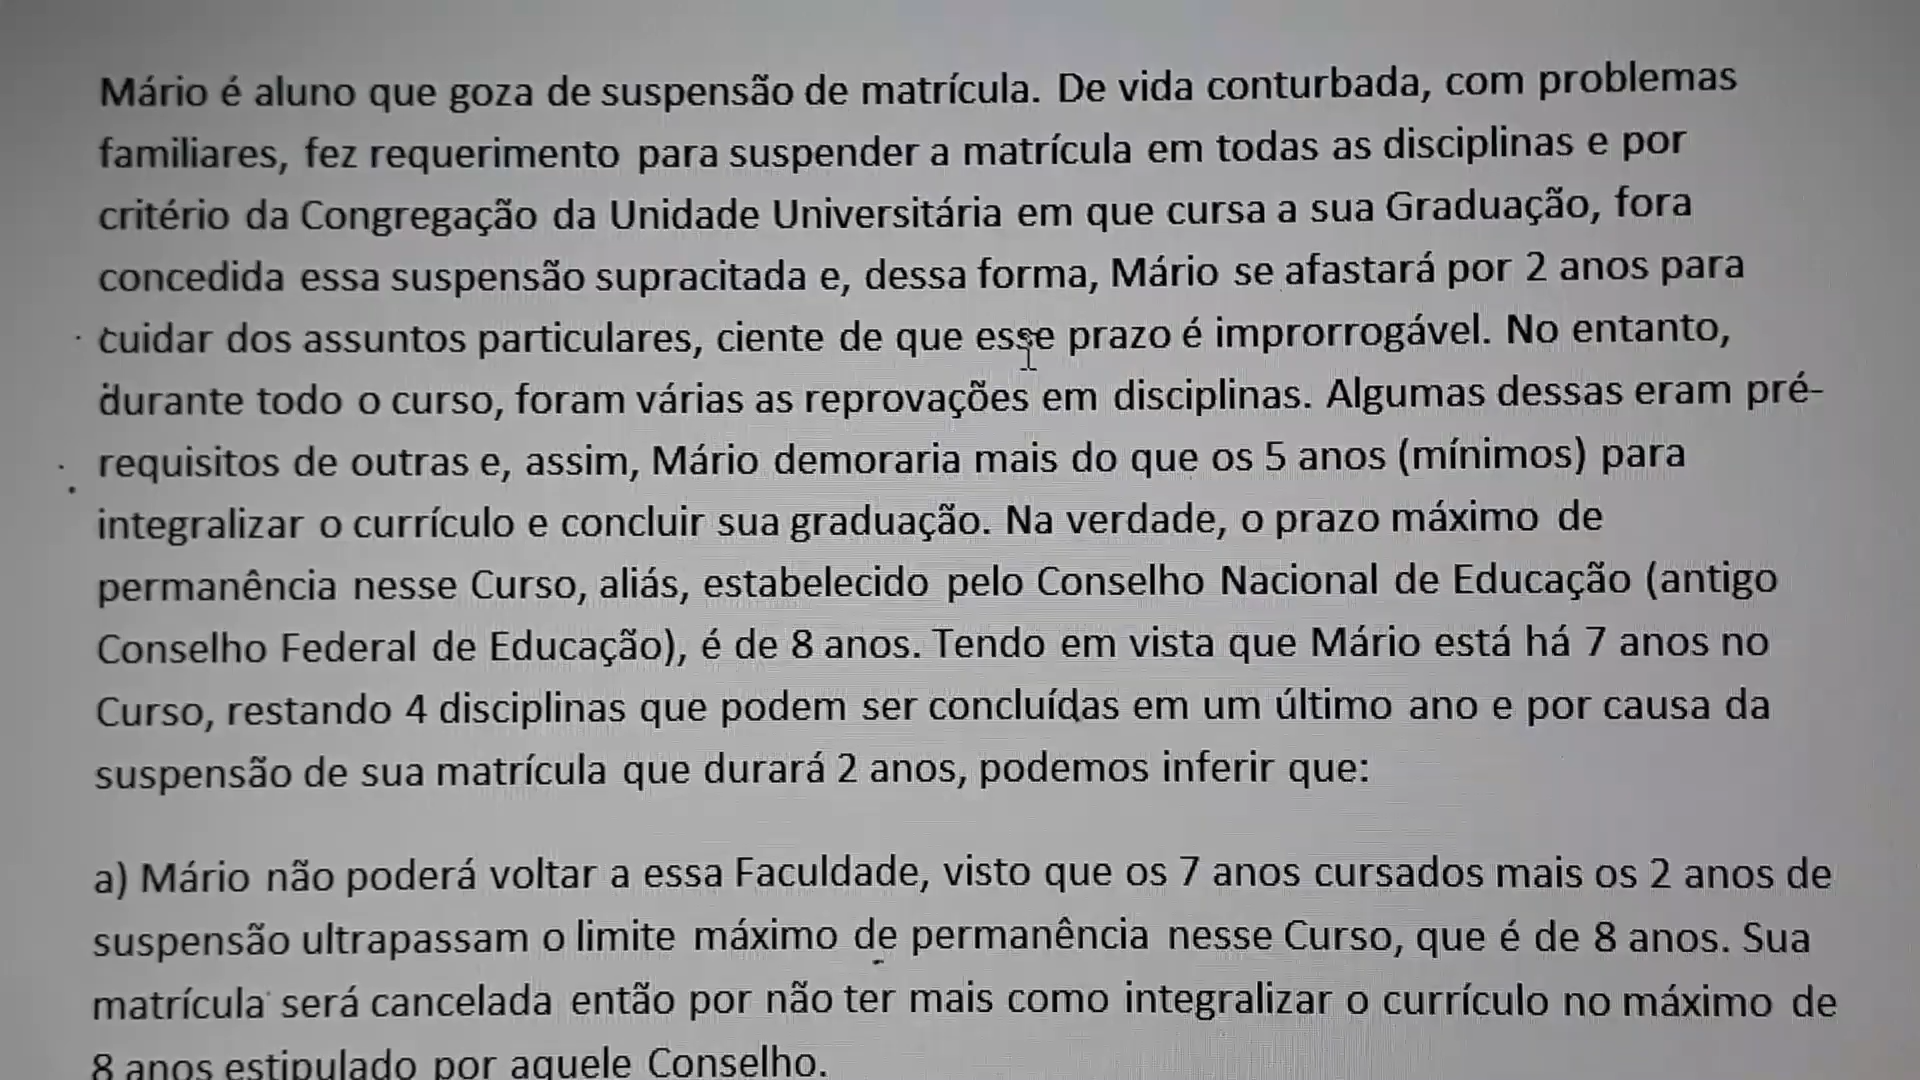 Mário é aluno que goza de suspensão de matrícula. De vida conturbada, com problemas
familiares, fez requerimento para suspender a matrícula em todas as disciplinas e por
critério da Congregação da Unidade Universitária em que cursa a sua Graduação, fora
concedida essa suspensão supracitada e, dessa forma, Mário se afastará por 2 anos para
cuidar dos assuntos particulares, ciente de que esse prazo é improrrogável. No entanto,
durante todo o curso, foram várias as reprovações em disciplinas. Algumas dessas eram pré-
requisitos de outras e, assim, Mário demoraria mais do que os 5 anos (mínimos) para
integralizar o currículo e concluir sua graduação. Na verdade, o prazo máximo de
permanência nesse Curso, aliás, estabelecido pelo Conselho Nacional de Educação (antigo
Conselho Federal de Educação), é de 8 anos. Tendo em vista que Mário está há 7 anos no
Curso, restando 4 disciplinas que podem ser concluídas em um último ano e por causa da
suspensão de sua matrícula que durará 2 anos, podemos inferir que:
a) Mário não poderá voltar a essa Faculdade, visto que os 7 anos cursados mais os 2 anos de
suspensão ultrapassam o limite máximo de permanência nesse Curso, que é de 8 anos. Sua
matrícula será cancelada então por não ter mais como integralizar o currículo no máximo de
8 anos estipulado por aquele Conselho.